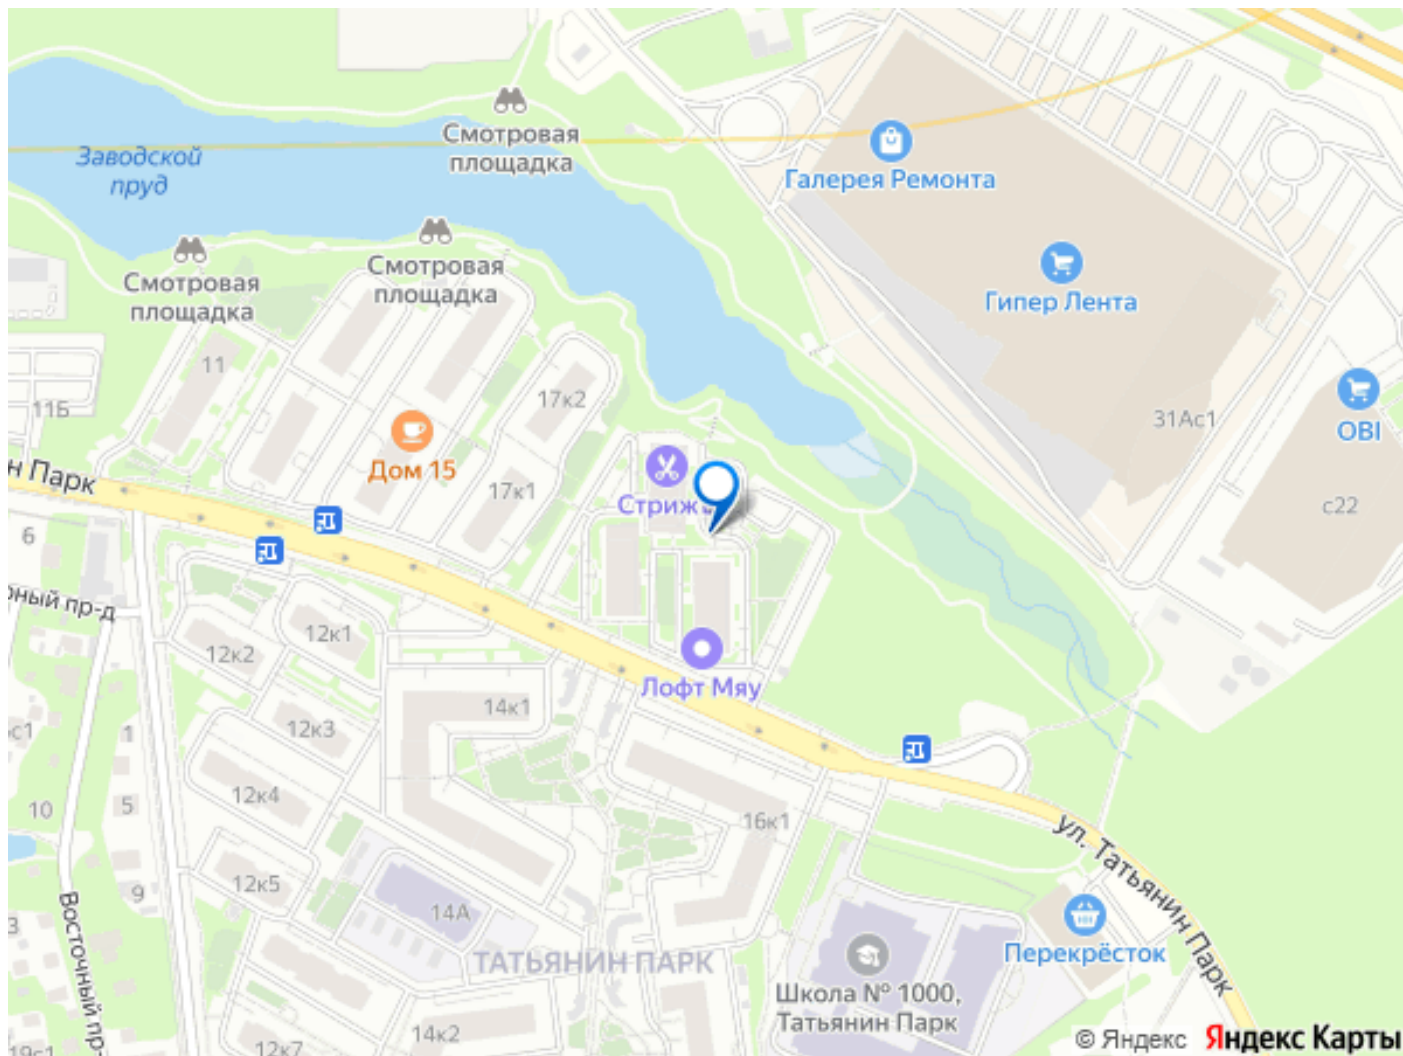 Смотровая
площадка
Заводской
пруд
Галерея Ремонта
Смотровая
площадка
Смотровая
площадка
Гипер Лента
11
17к2
11Б
31Ас1
OBI
Дом 15
н Парк
17к1
Стриж
с22
6
12к1
12к2
Лофт Мяу
14к1
12к3
1
12к4
5
10
16к1
ул. Татьянин Парк
12к5
9
14А
3
Восточный пр-
Перекрёсток
ТАТЬЯНИН ПАРК
Школа № 1000,
Татьянин Парк
14к2
12к7
19с1
© Яндекс Яндекс Карты